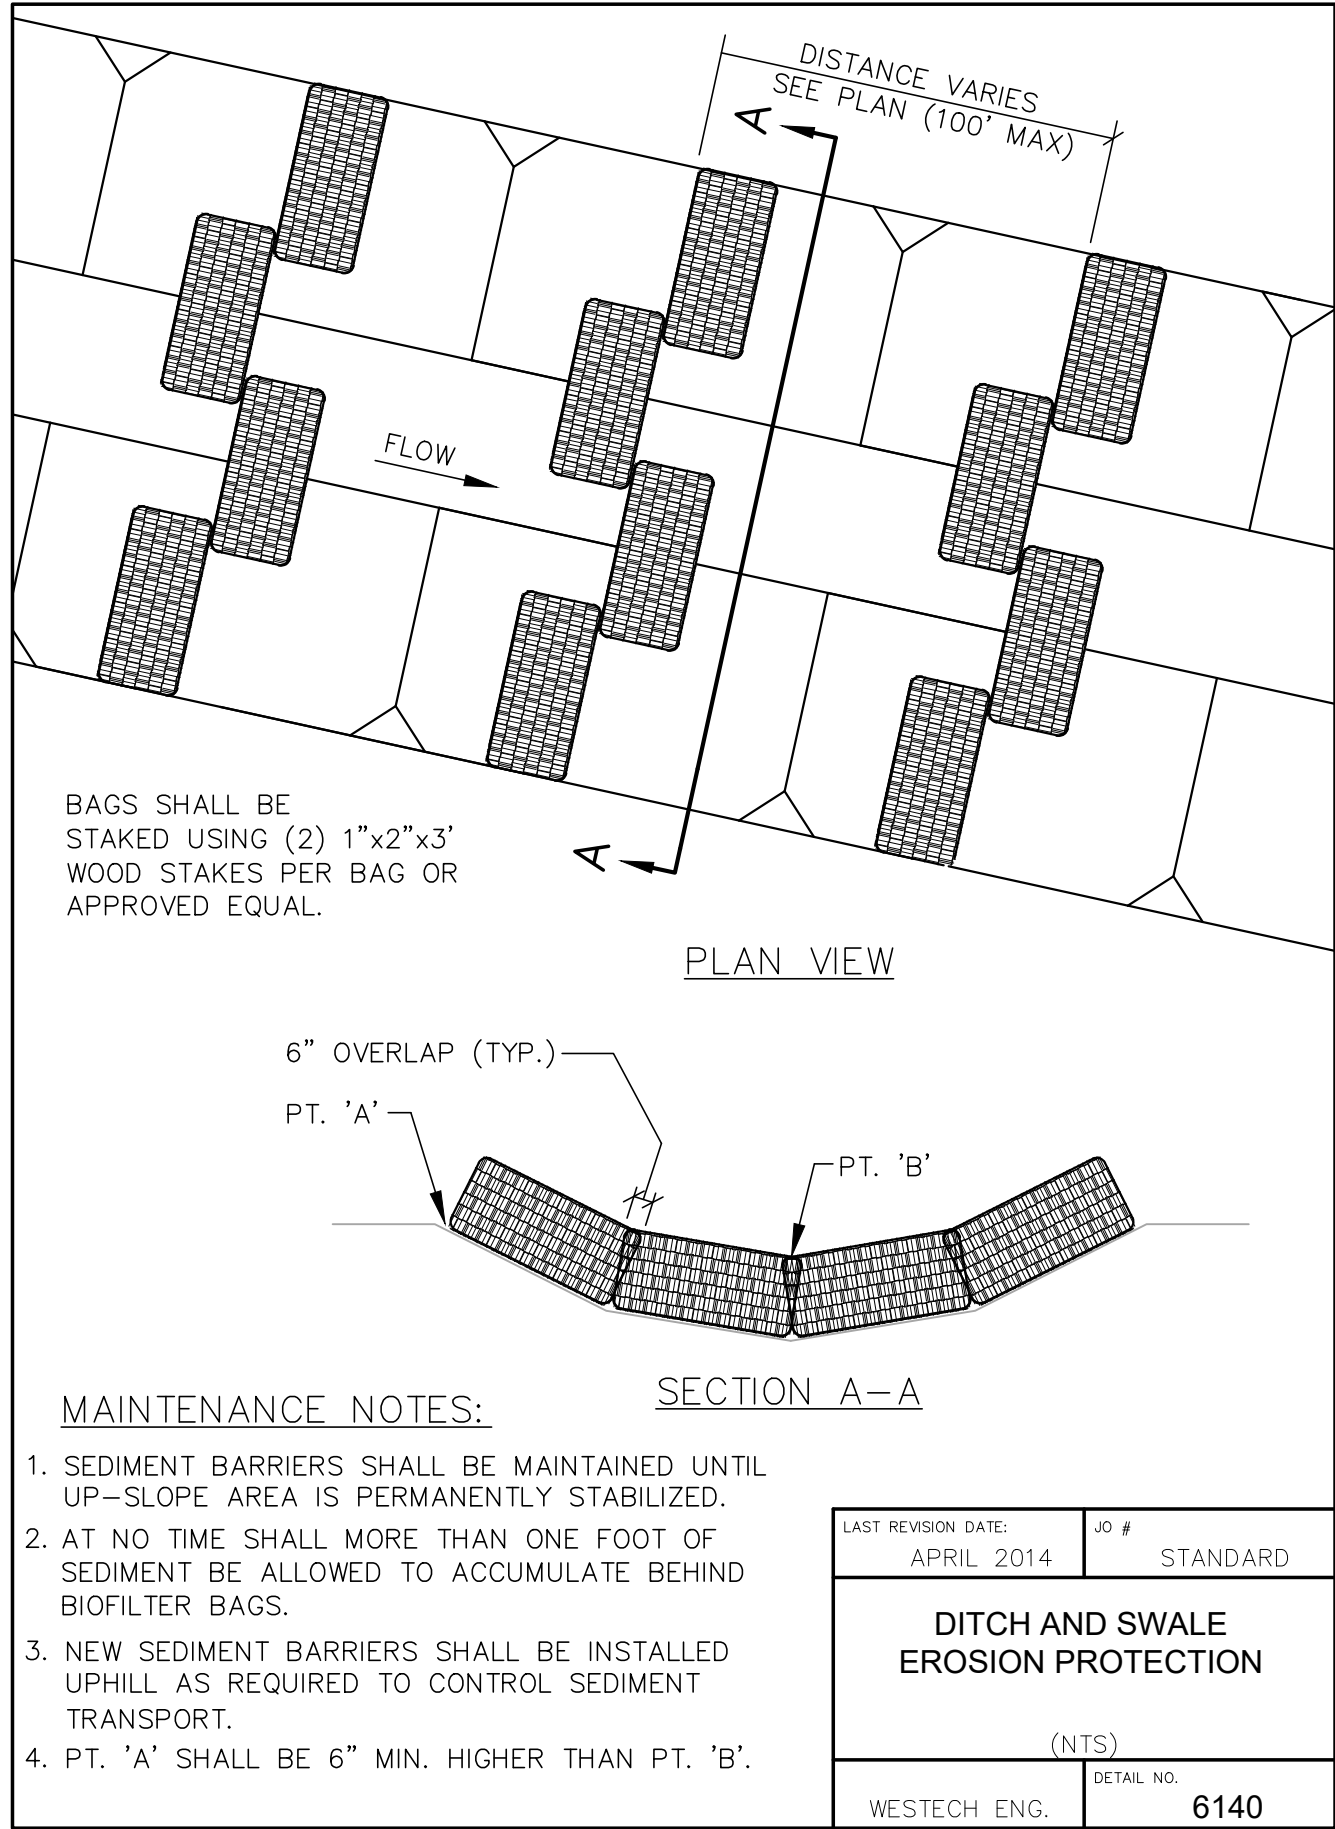 DISTANCE VARIES
SEE PLAN (100' MAX)
A
FLOW
A
BAGS SHALL BE
STAKED USING (2) 1"x2"x3'
WOOD STAKES PER BAG OR
APPROVED EQUAL.
PLAN VIEW
6" OVERLAP (TYP.)
PT. 'A'
PT. 'B'
SECTION A-A
MAINTENANCE NOTES:
1. SEDIMENT BARRIERS SHALL BE MAINTAINED UNTIL
UP-SLOPE AREA IS PERMANENTLY STABILIZED.
2. AT NO TIME SHALL MORE THAN ONE FOOT OF
SEDIMENT BE ALLOWED TO ACCUMULATE BEHIND
BIOFILTER BAGS.
3. NEW SEDIMENT BARRIERS SHALL BE INSTALLED
UPHILL AS REQUIRED TO CONTROL SEDIMENT
TRANSPORT.
4. PT. 'A' SHALL BE 6" MIN. HIGHER THAN PT. 'B'.
LAST REVISION DATE:
APRIL 2014
JO #
STANDARD
DITCH AND SWALE
EROSION PROTECTION
(NTS)
WESTECH ENG.
DETAIL NO.
6140